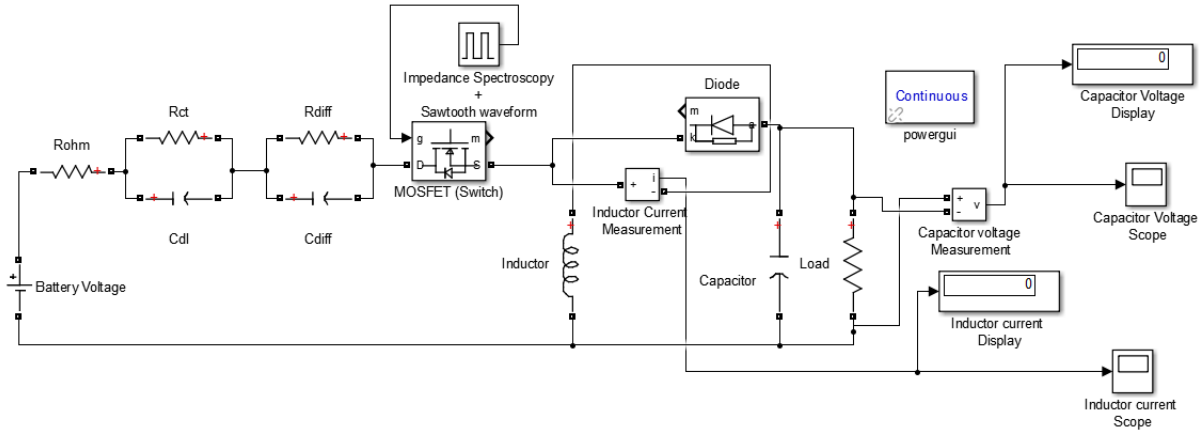 0
Capacitor Voltage
Display
Impedance Spectroscopy
+
Sawtooth waveform
Diode
m
a
k
Continuous
powergui
Rct
Rdiff
g
m
D
S
MOSFET (Switch)
Rohm
+
+
+
+
+
Cdl
Cdiff
+
i
-
Inductor Current
Measurement
+
-
v
Capacitor voltage
Measurement
Capacitor Voltage
Scope
+
+
+
Inductor
Capacitor
Load
+
Battery Voltage
0
Inductor current
Display
Inductor current
Scope